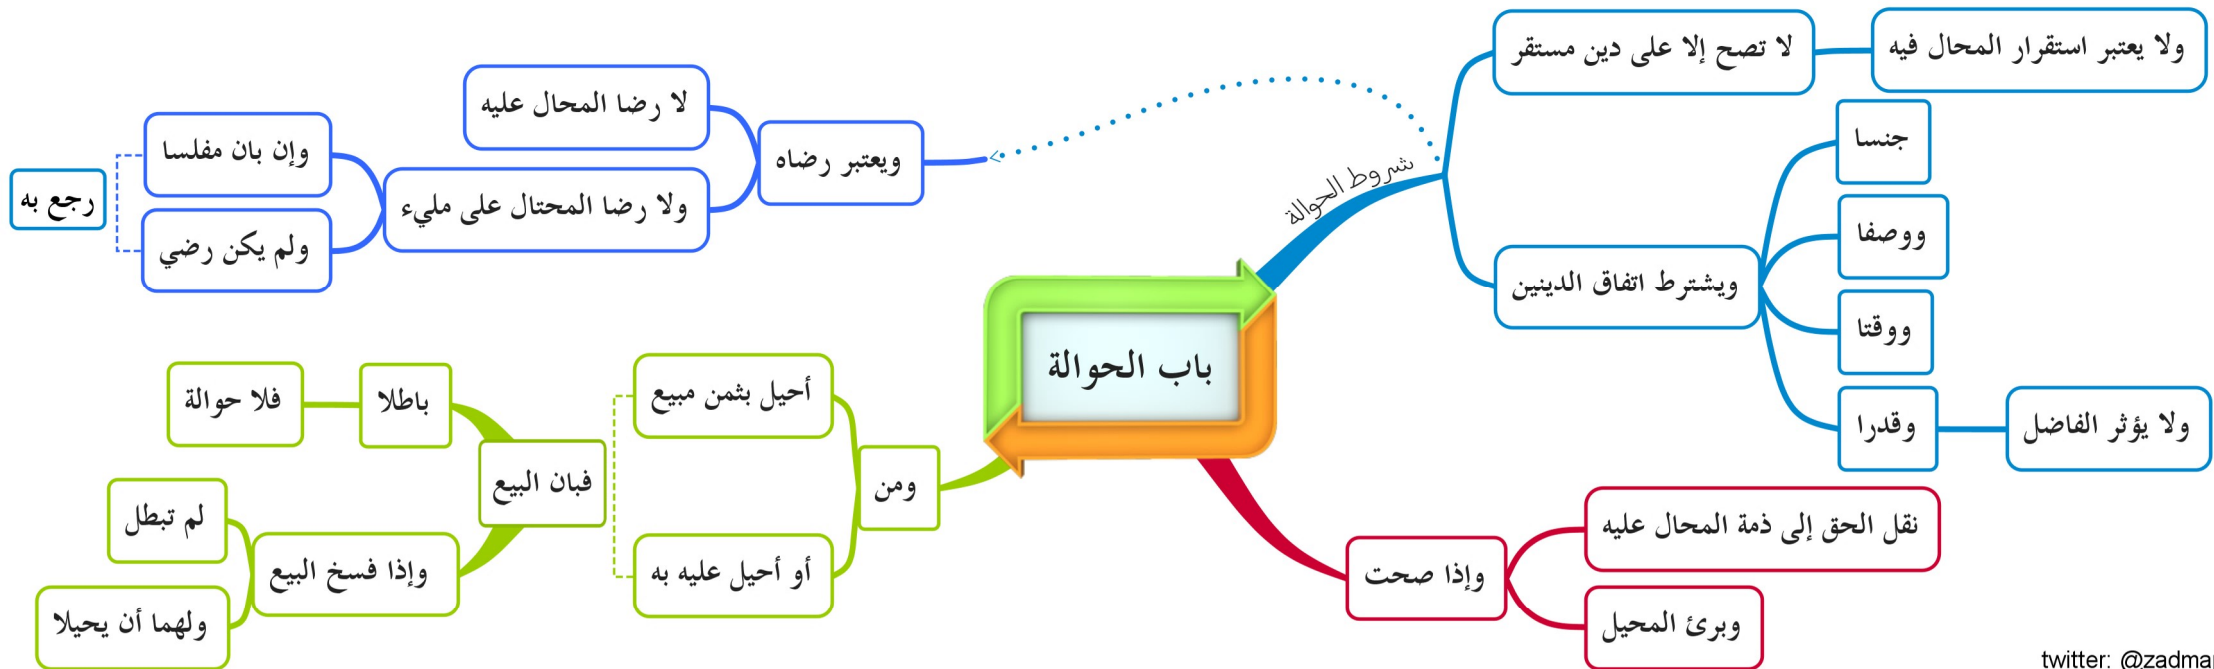 باب الحوالة
شروط الحوالة
لا تصح إلا على دين مستقر
ولا يعتبر استقرار المحال فيه
ويشترط اتفاق الدينين
جنسا
ووصفا
ووقتا
وقدرا
ولا يؤثر الفاضل
ويعتبر رضاه
لا رضا المحال عليه
ولا رضا المحتال على مليء
وإن بان مفلسا
ولم يكن رضي
رجع به
وإذا صحت
نقل الحق إلى ذمة المحال عليه
وبرئ المحيل
ومن
أحيل بثمن مبيع
أو أحيل عليه به
فبان البيع
باطلا
فلا حوالة
وإذا فسخ البيع
لم تبطل
ولهما أن يحيلا
twitter: @zadmar